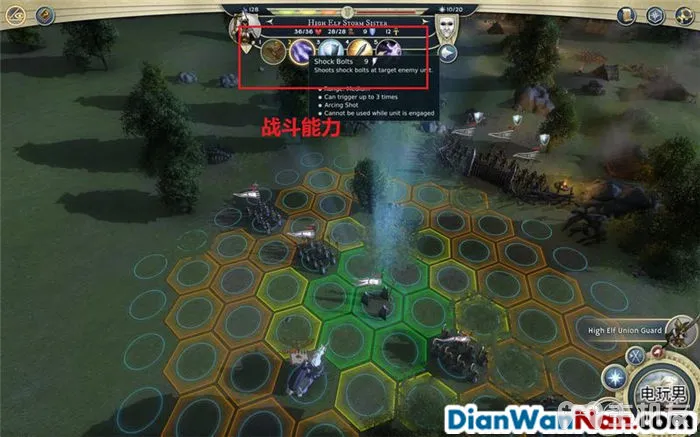 128
HIGH ELF STORM SISTER
10/20
36/36 28/28 9 12
Shock Bolts 9
Shoots shock bolts at target enemy unit.
Range: Medium
Can trigger up to 3 times
Arcing Shot
Cannot be used while unit is engaged
战斗能力
High Elf Union Guard
电玩男
DianWanNan.com